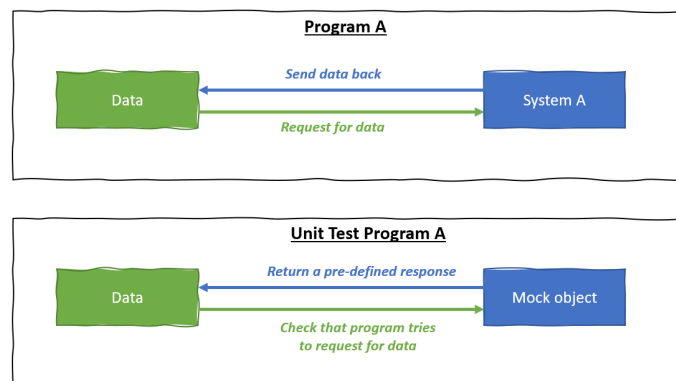 Program A
Send data back
Data
System A
Request for data
Unit Test Program A
Return a pre-defined response
Data
Mock object
Check that program tries
to request for data